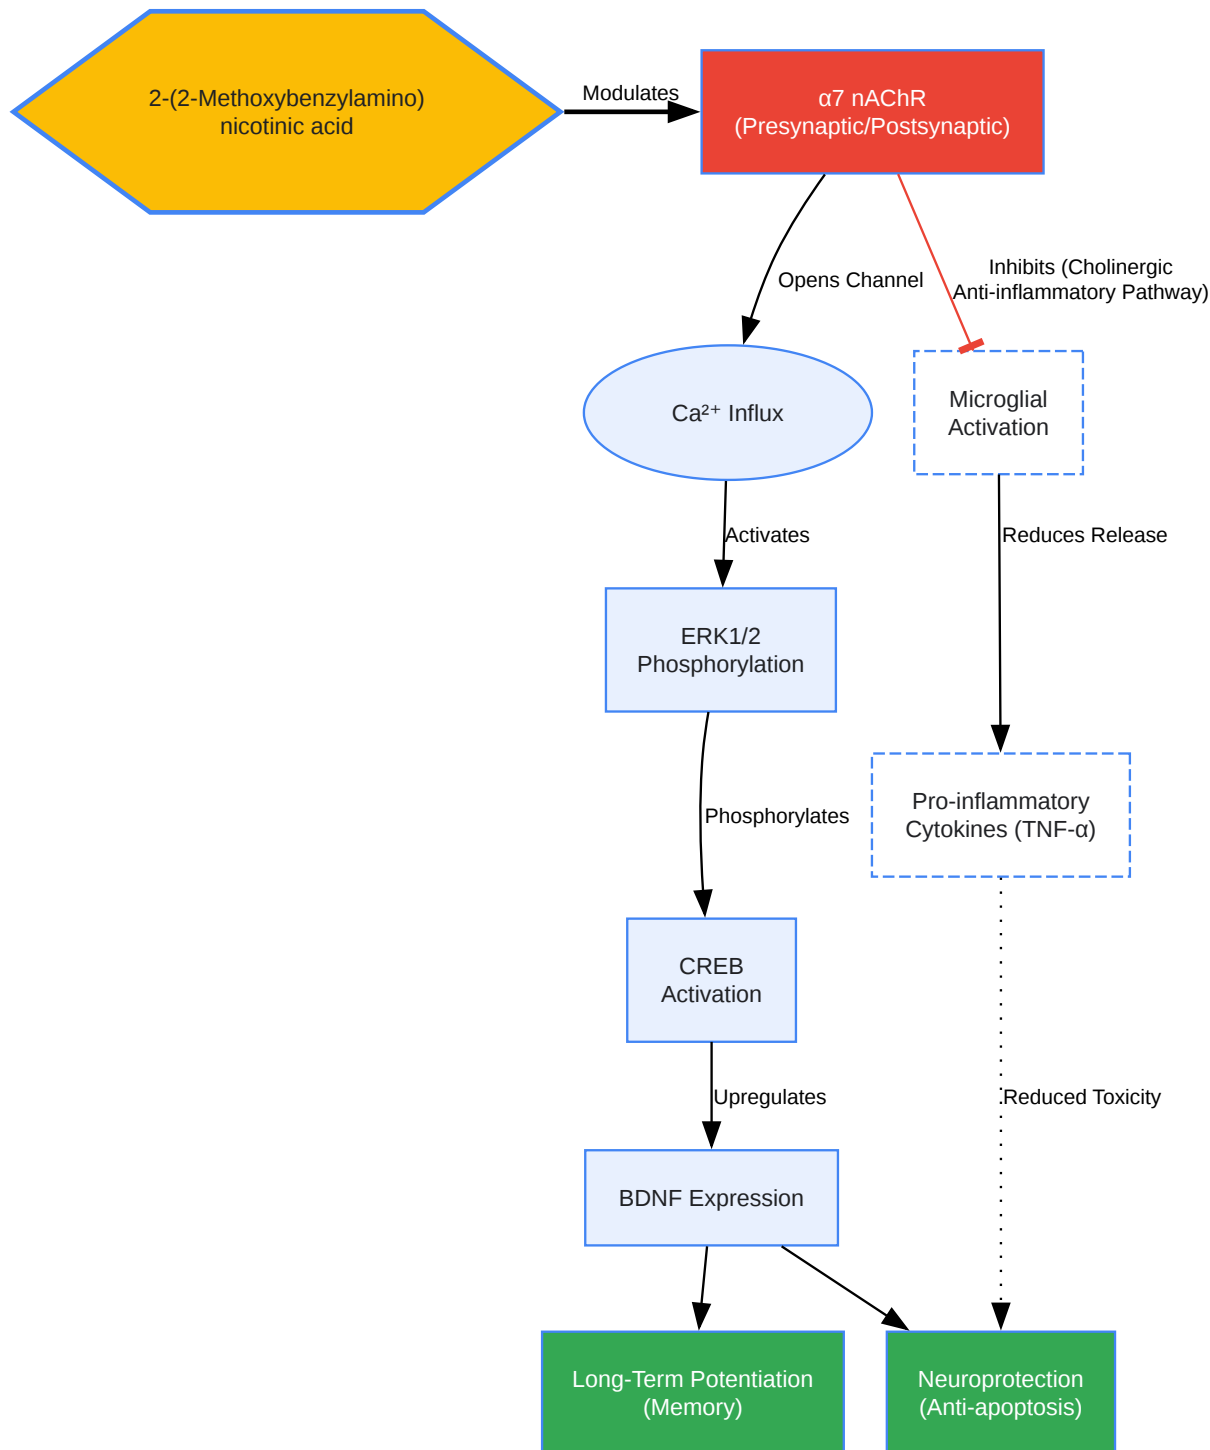 2-(2-Methoxybenzylamino)
nicotinic acid
Modulates
α7 nAChR
(Presynaptic/Postsynaptic)
Opens Channel
Inhibits (Cholinergic
Anti-inflammatory Pathway)
Ca²⁺ Influx
Microglial
Activation
Activates
Reduces Release
ERK1/2
Phosphorylation
Phosphorylates
Pro-inflammatory
Cytokines (TNF-α)
CREB
Activation
Upregulates
Reduced Toxicity
BDNF Expression
Long-Term Potentiation
(Memory)
Neuroprotection
(Anti-apoptosis)